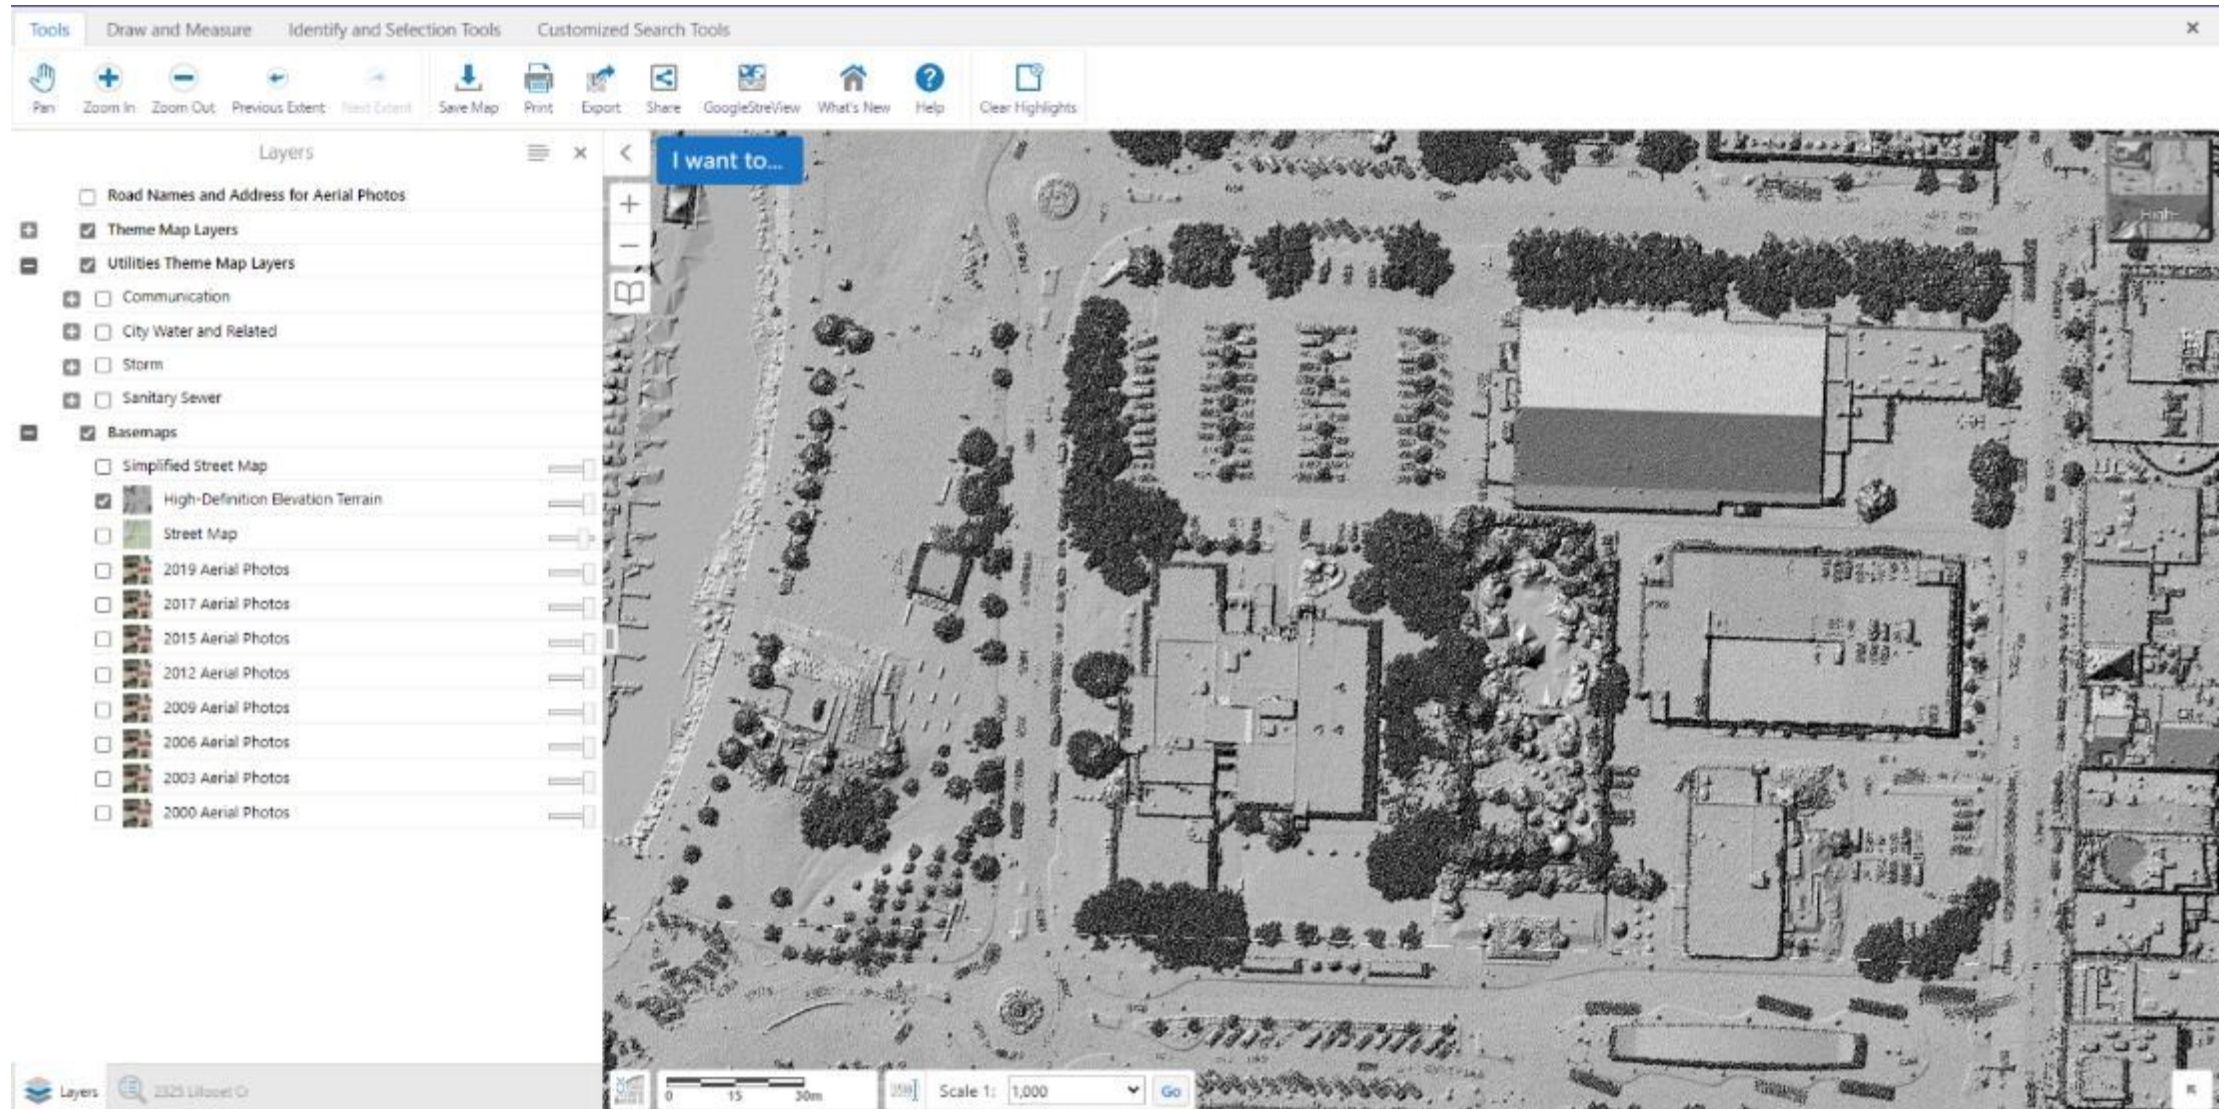 Tools Draw and Measure Identify and Selection Tools Customized Search Tools
Pan Zoom In Zoom Out Previous Extent Next Extent Save Map Print Export Share GoogleStreView What's New Help Clear Highlights
Layers
I want to...
Road Names and Address for Aerial Photos
Theme Map Layers
High-
Utilities Theme Map Layers
Communication
City Water and Related
Storm
Sanitary Sewer
Basemaps
Simplified Street Map
High-Definition Elevation Terrain
Street Map
2019 Aerial Photos
2017 Aerial Photos
2015 Aerial Photos
2012 Aerial Photos
2009 Aerial Photos
2006 Aerial Photos
2003 Aerial Photos
2000 Aerial Photos
Layers 2325 Lillooet Cr
0 15 30m
Scale 1: 1,000 Go